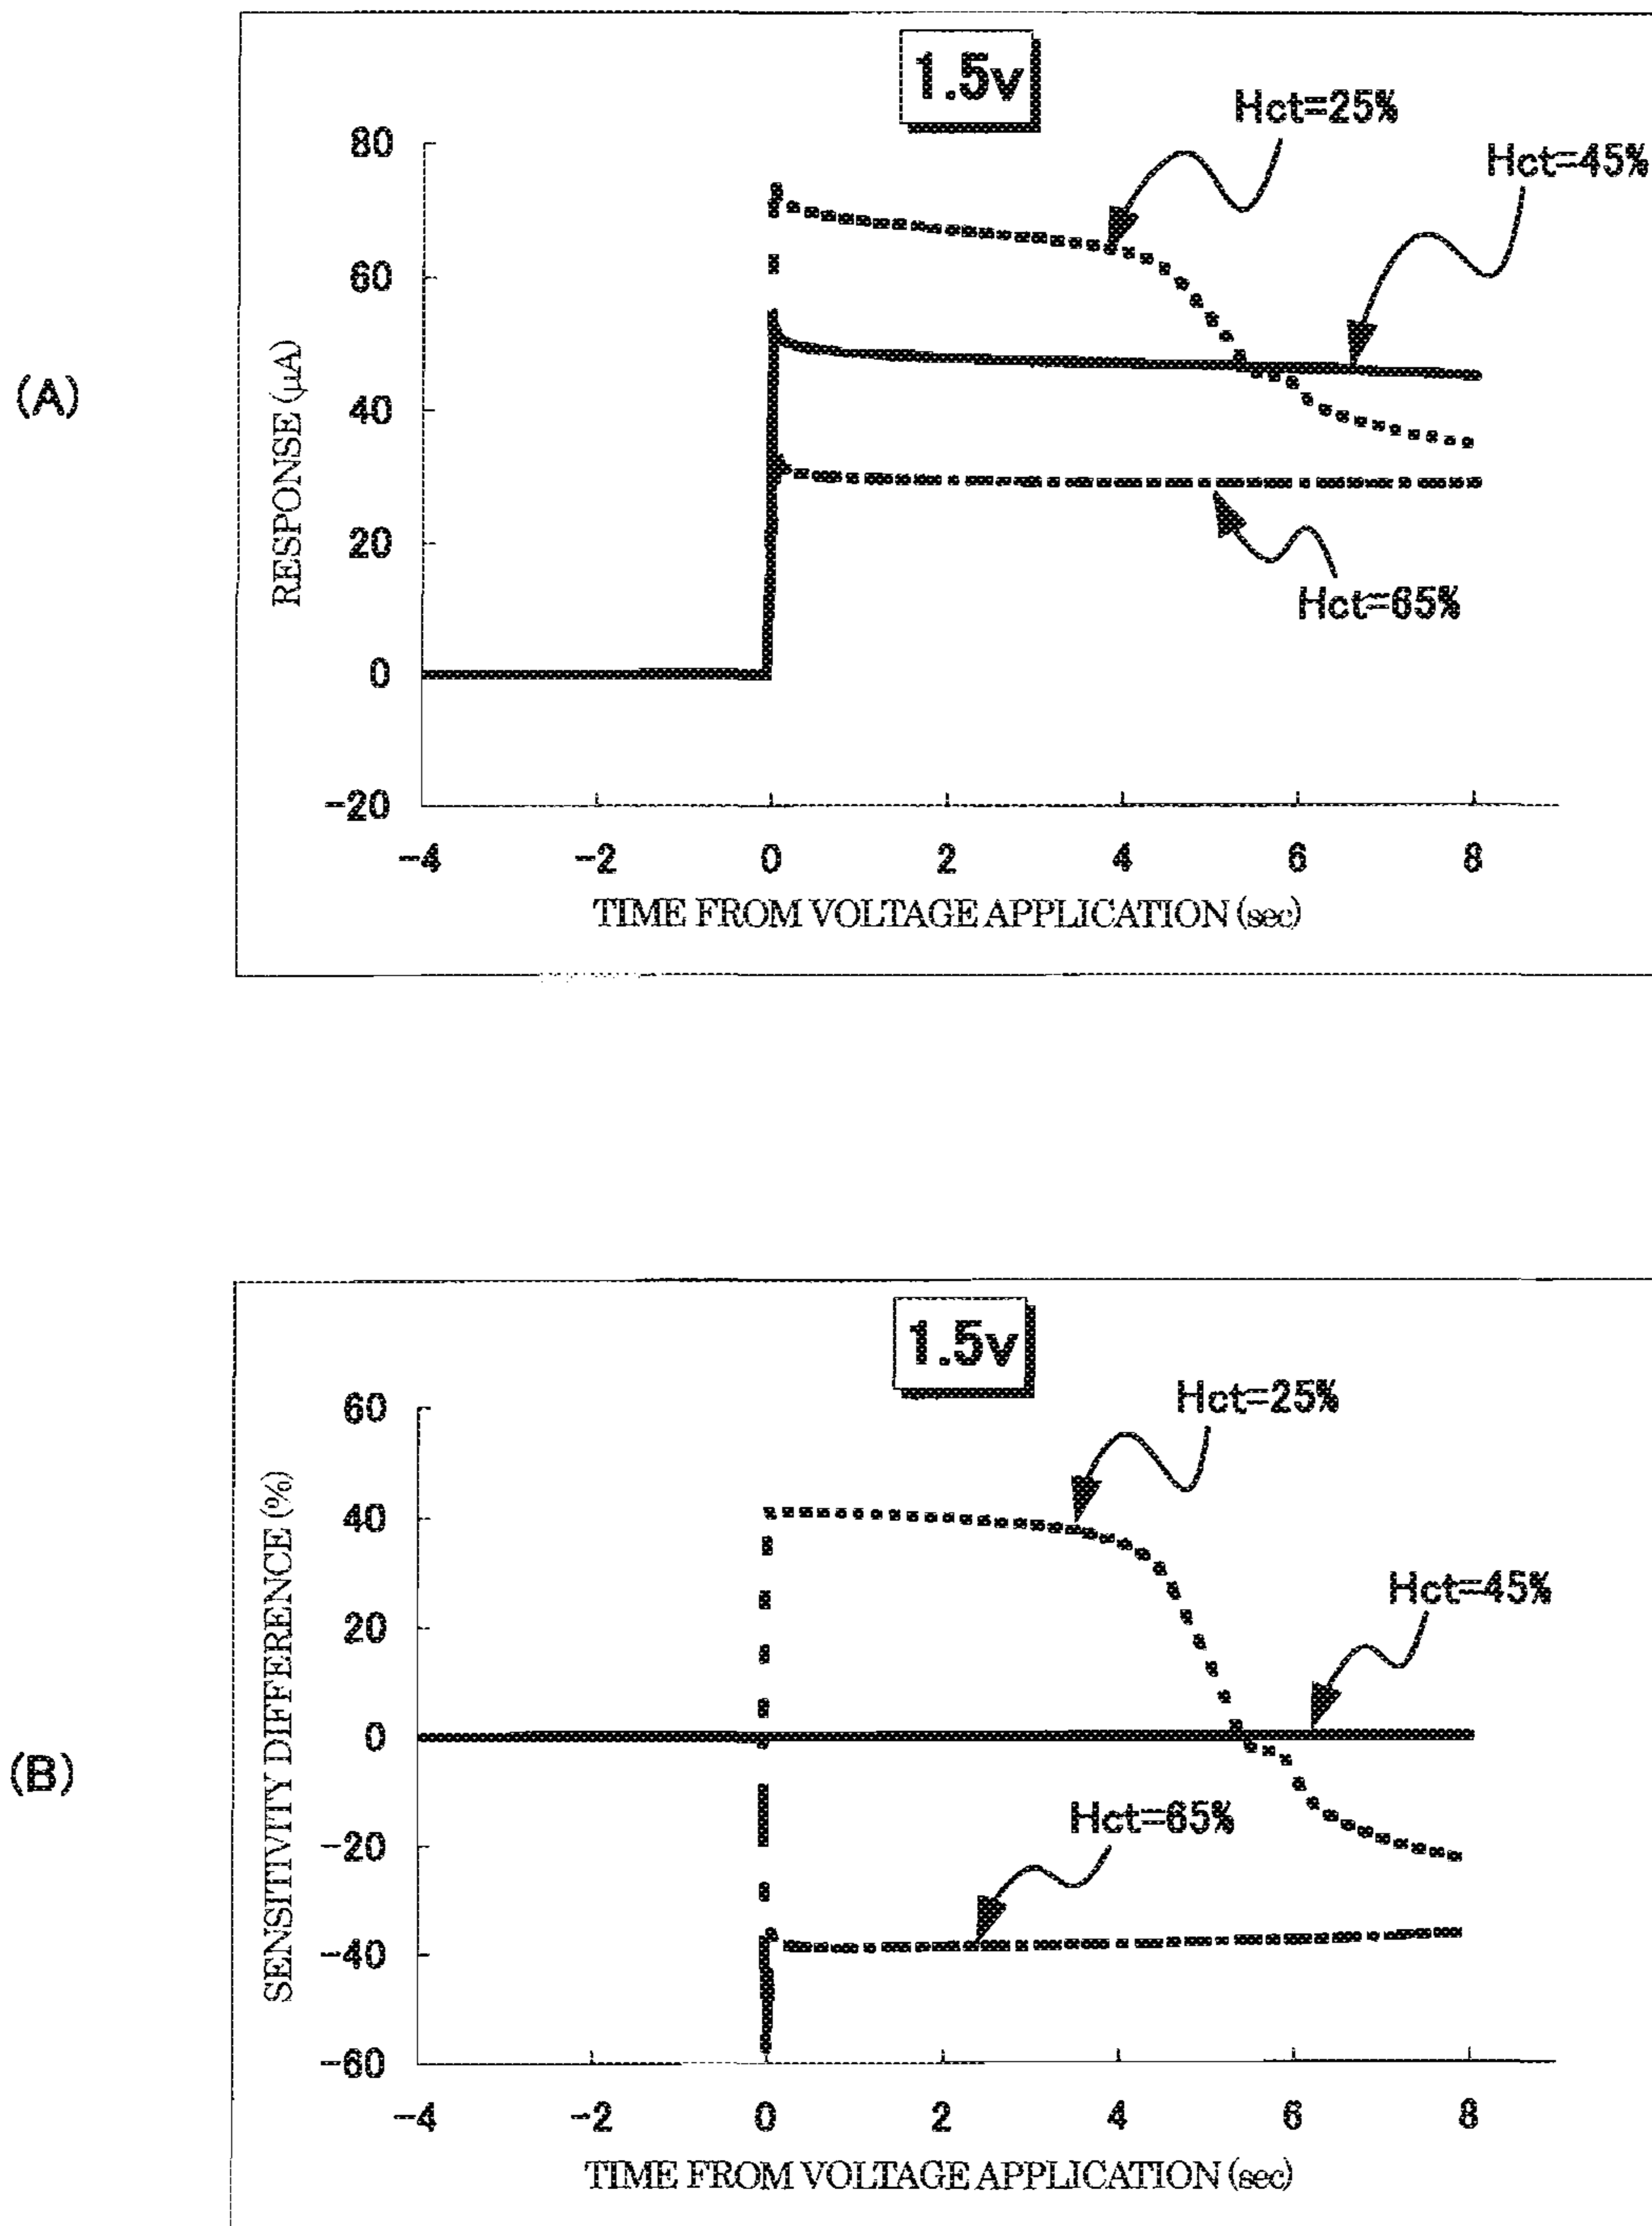 (A)
1.5v
Hct=25%
Hct=45%
Hct=65%
RESPONSE (μA)
80
60
40
20
0
-20
-4 -2 0 2 4 6 8
TIME FROM VOLTAGE APPLICATION (sec)
(B)
1.5v
Hct=25%
Hct=45%
Hct=65%
SENSITIVITY DIFFERENCE (%)
60
40
20
0
-20
-40
-60
-4 -2 0 2 4 6 8
TIME FROM VOLTAGE APPLICATION (sec)